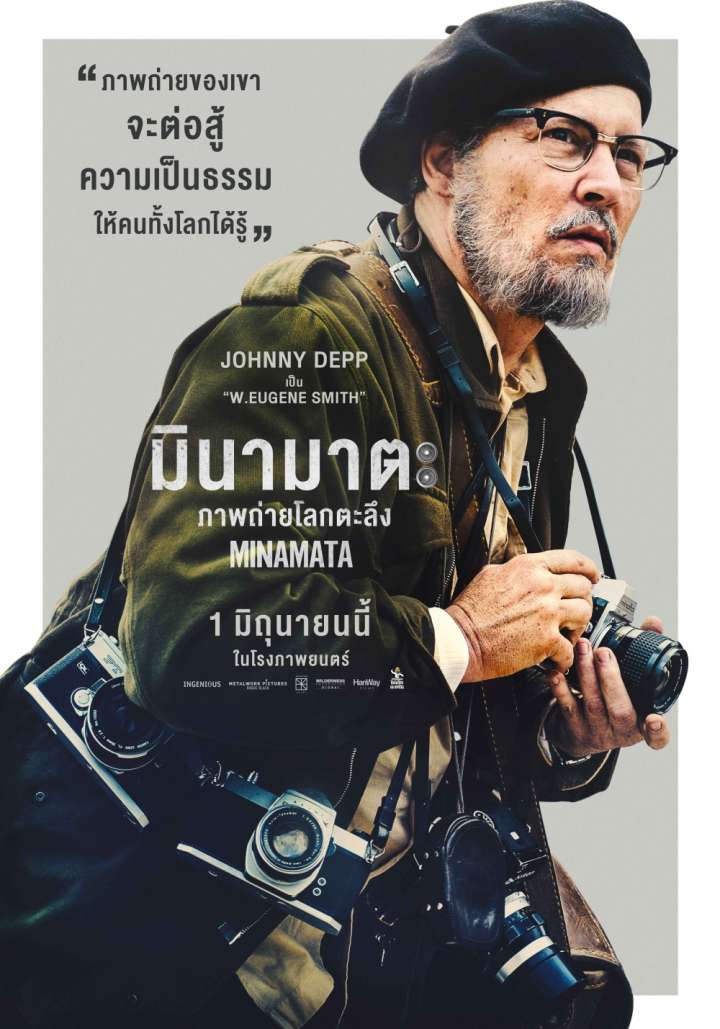 “ภาพถ่ายของเขา
จะต่อสู้
ความเป็นธรรม
ให้คนทั้งโลกได้รู้„
JOHNNY DEPP
เป็น
“W.EUGENE SMITH”
มินามาตะ
ภาพถ่ายโลกตะลึง
MINAMATA
1 มิถุนายนนี้
ในโรงภาพยนตร์
INGENIOUS METALWORK PICTURES WILDERNESS HanWay